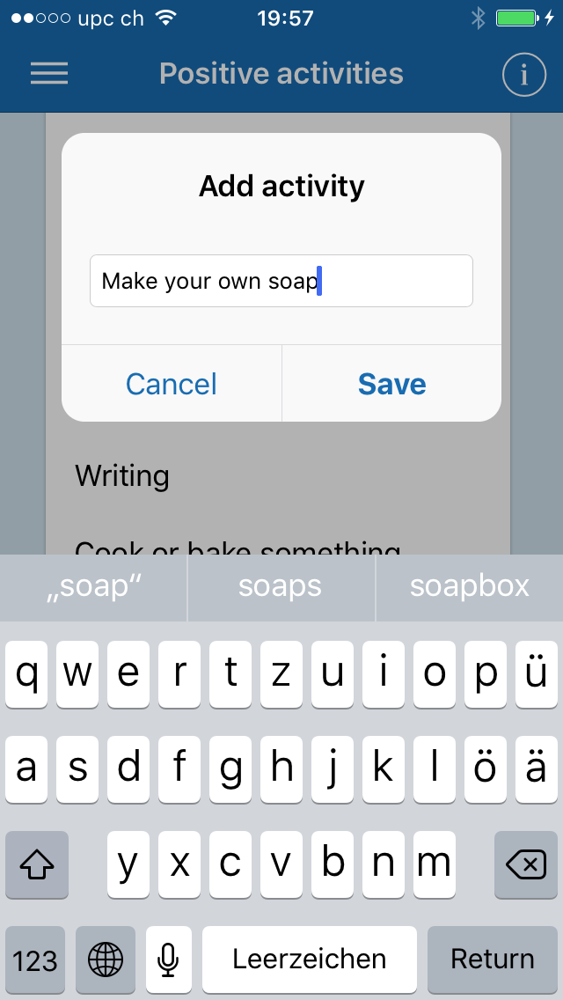 upc ch 19:57
Positive activities i
Add activity
Make your own soap
Cancel Save
Writing
Cook or bake something
„soap“ soaps soapbox
q w e r t z u i o p ü
a s d f g h j k l ö ä
y x c v b n m
123 Leerzeichen Return